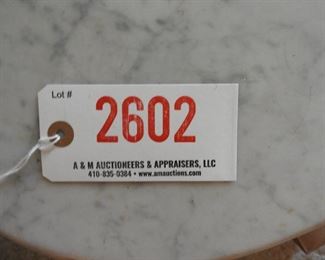 Lot #
2602
A & M AUCTIONEERS & APPRAISERS, LLC
410-835-0384 • www.amauctions.com